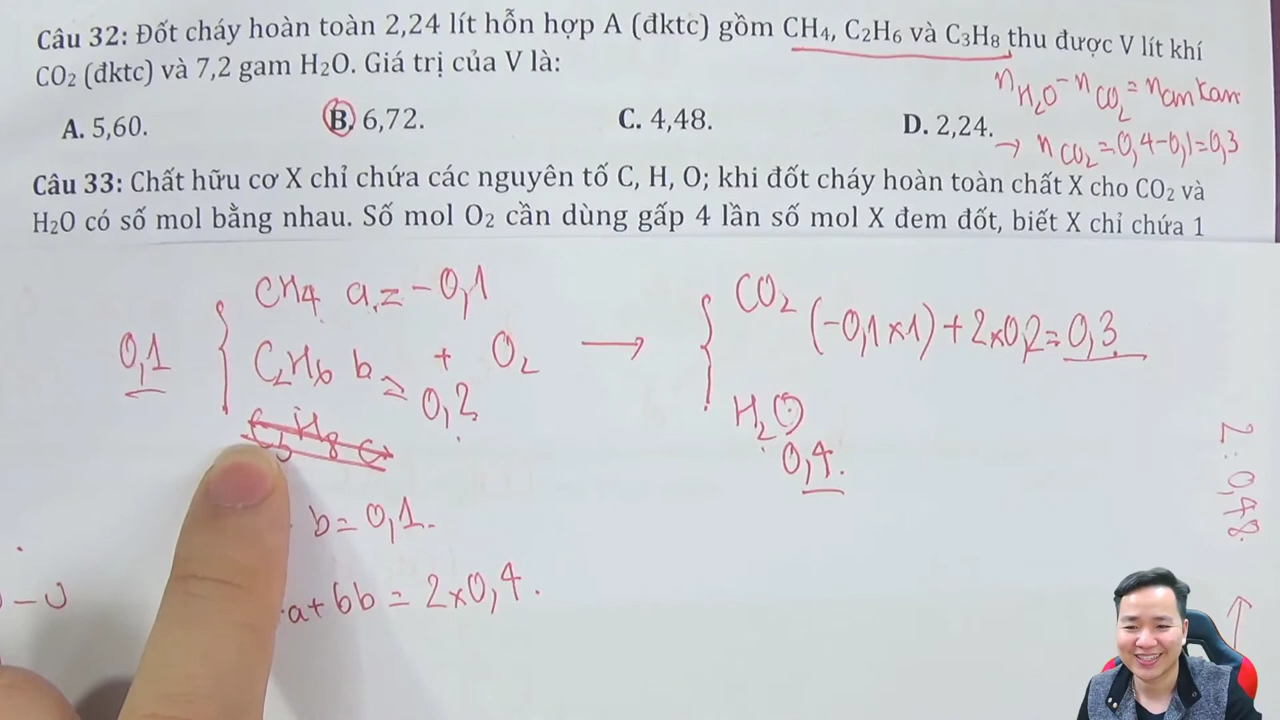 Câu 32: Đốt cháy hoàn toàn 2,24 lít hỗn hợp A (đktc) gồm CH4, C2H6 và C3H8 thu được V lít khí
CO2 (đktc) và 7,2 gam H2O. Giá trị của V là:
nH2O - nCO2 = nankan
A. 5,60. B. 6,72. C. 4,48. D. 2,24.
→ nCO2 = 0,4-0,1=0,3
Câu 33: Chất hữu cơ X chỉ chứa các nguyên tố C, H, O; khi đốt cháy hoàn toàn chất X cho CO2 và
H2O có số mol bằng nhau. Số mol O2 cần dùng gấp 4 lần số mol X đem đốt, biết X chỉ chứa 1
CH4 a = -0,1
CO2 (-0,1×1)+2×0,2=0,3
0,1
C2H6 b = 0,2 + O2 →
C3H8 c
H2O
0,4.
b = 0,1.
a + 6b = 2×0,4.
2:0,48.